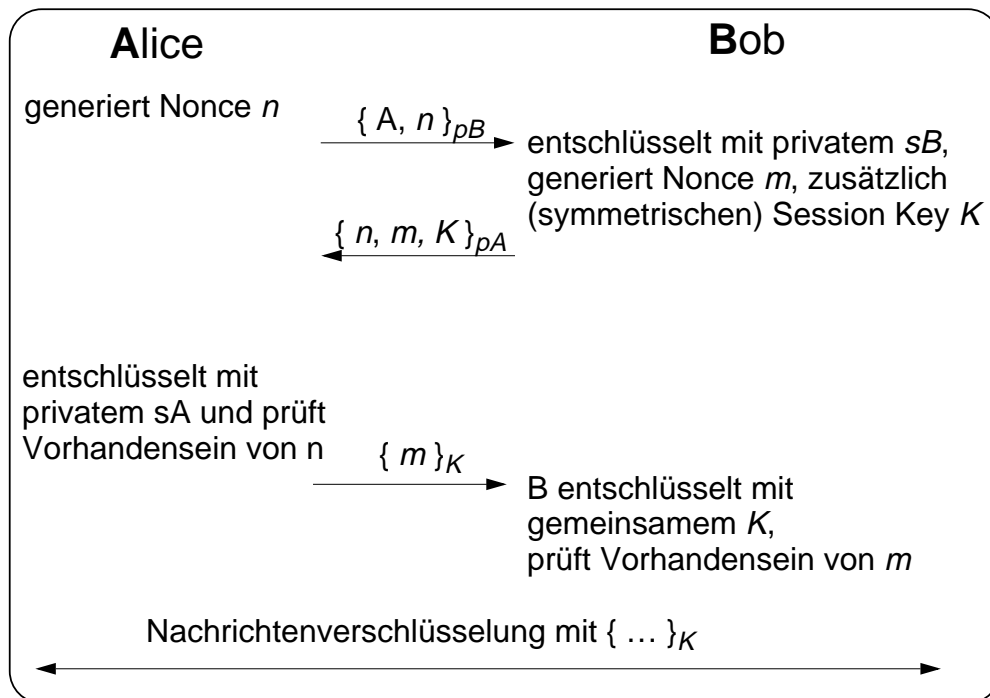 Alice
Bob
generiert Nonce n
{ A, n }pB
entschlüsselt mit privatem sB,
generiert Nonce m, zusätzlich
(symmetrischen) Session Key K
{ n, m, K }pA
entschlüsselt mit
privatem sA und prüft
Vorhandensein von n
{ m }K
B entschlüsselt mit
gemeinsamem K,
prüft Vorhandensein von m
Nachrichtenverschlüsselung mit { … }K